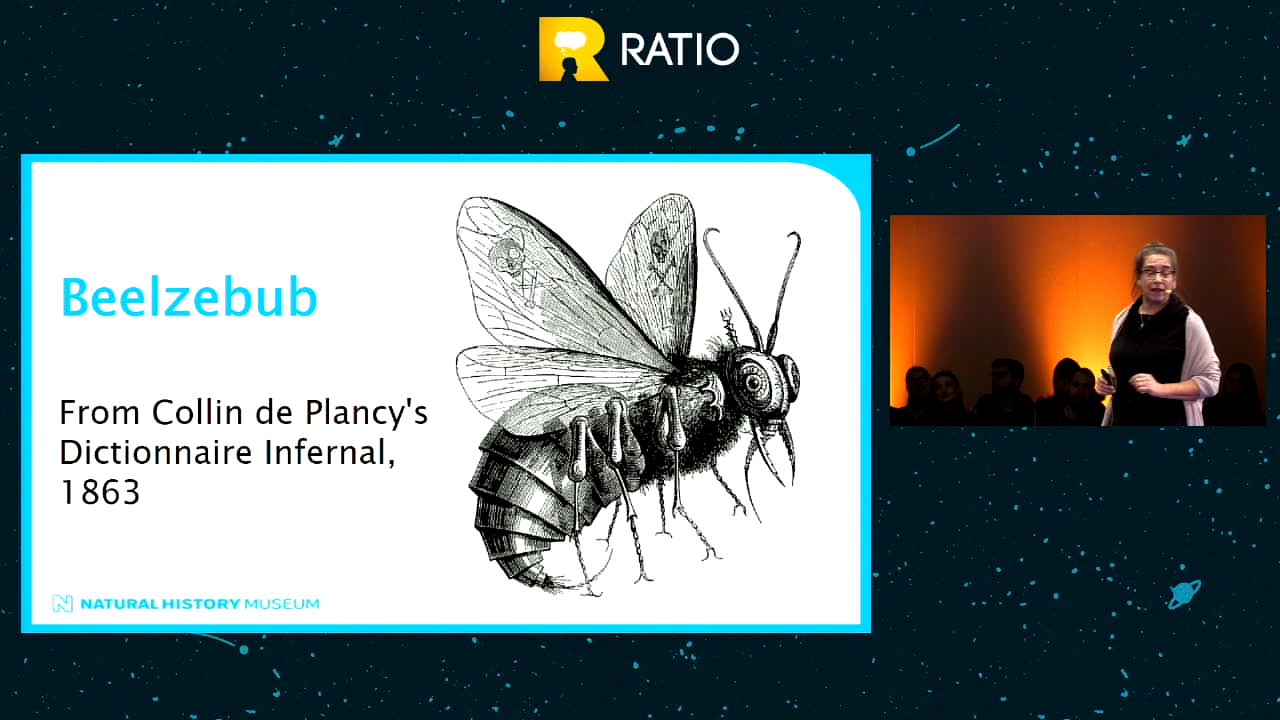 RATIO
Beelzebub
From Collin de Plancy's
Dictionnaire Infernal,
1863
NATURAL HISTORY MUSEUM